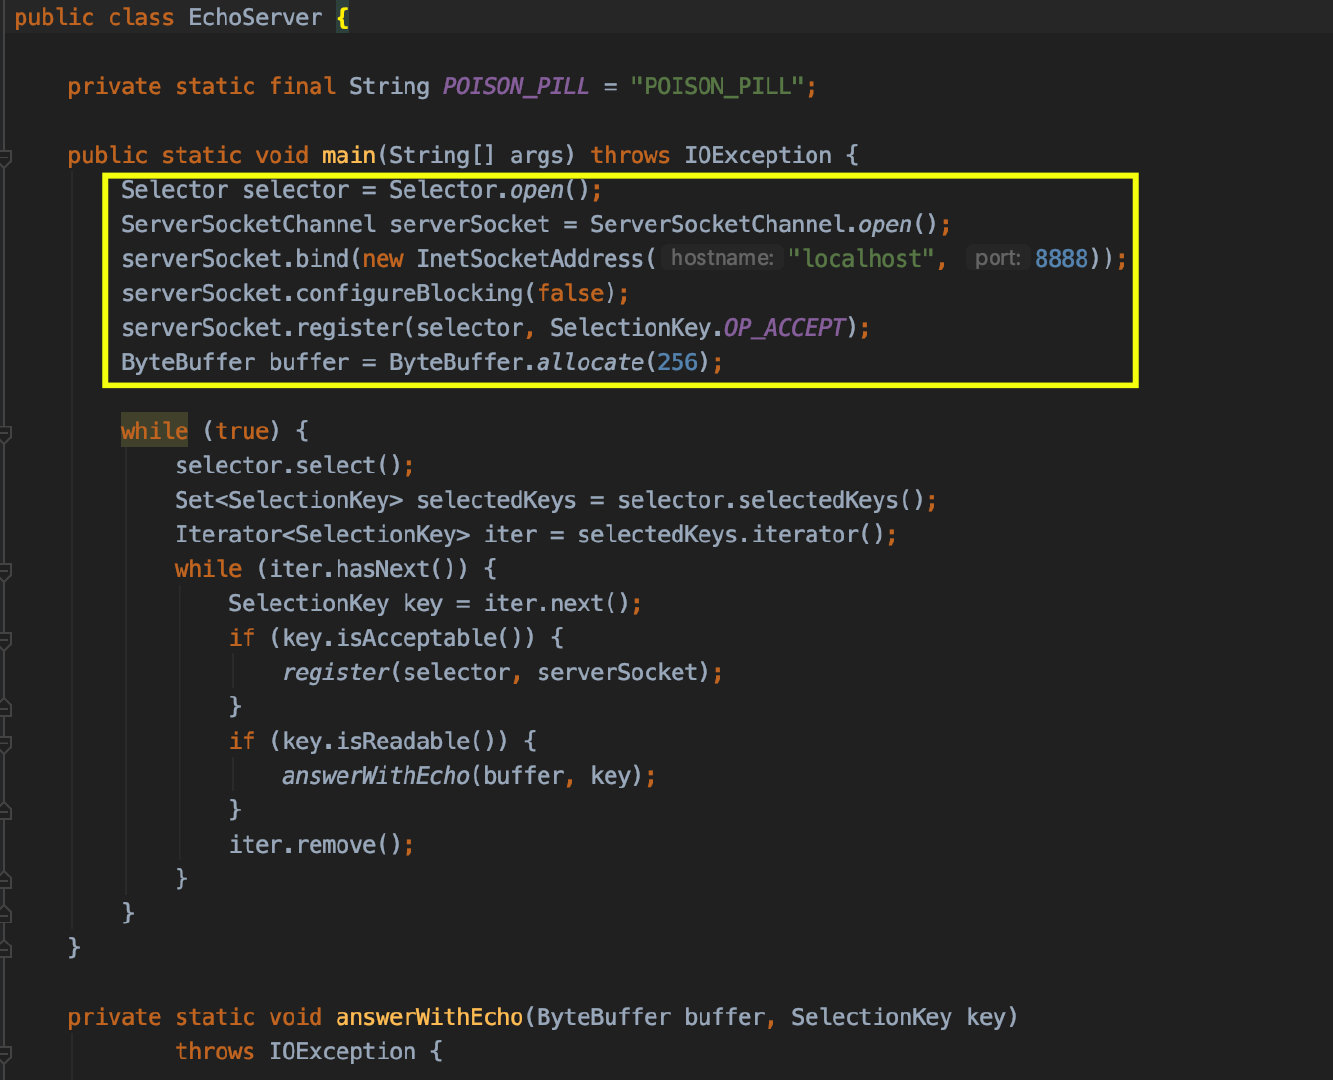 public class EchoServer {
private static final String POISON_PILL = "POISON_PILL";
public static void main(String[] args) throws IOException {
Selector selector = Selector.open();
ServerSocketChannel serverSocket = ServerSocketChannel.open();
serverSocket.bind(new InetSocketAddress( hostname: "localhost", port: 8888));
serverSocket.configureBlocking(false);
serverSocket.register(selector, SelectionKey.OP_ACCEPT);
ByteBuffer buffer = ByteBuffer.allocate(256);
while (true) {
selector.select();
Set<SelectionKey> selectedKeys = selector.selectedKeys();
Iterator<SelectionKey> iter = selectedKeys.iterator();
while (iter.hasNext()) {
SelectionKey key = iter.next();
if (key.isAcceptable()) {
register(selector, serverSocket);
}
if (key.isReadable()) {
answerWithEcho(buffer, key);
}
iter.remove();
}
}
}
private static void answerWithEcho(ByteBuffer buffer, SelectionKey key)
throws IOException {